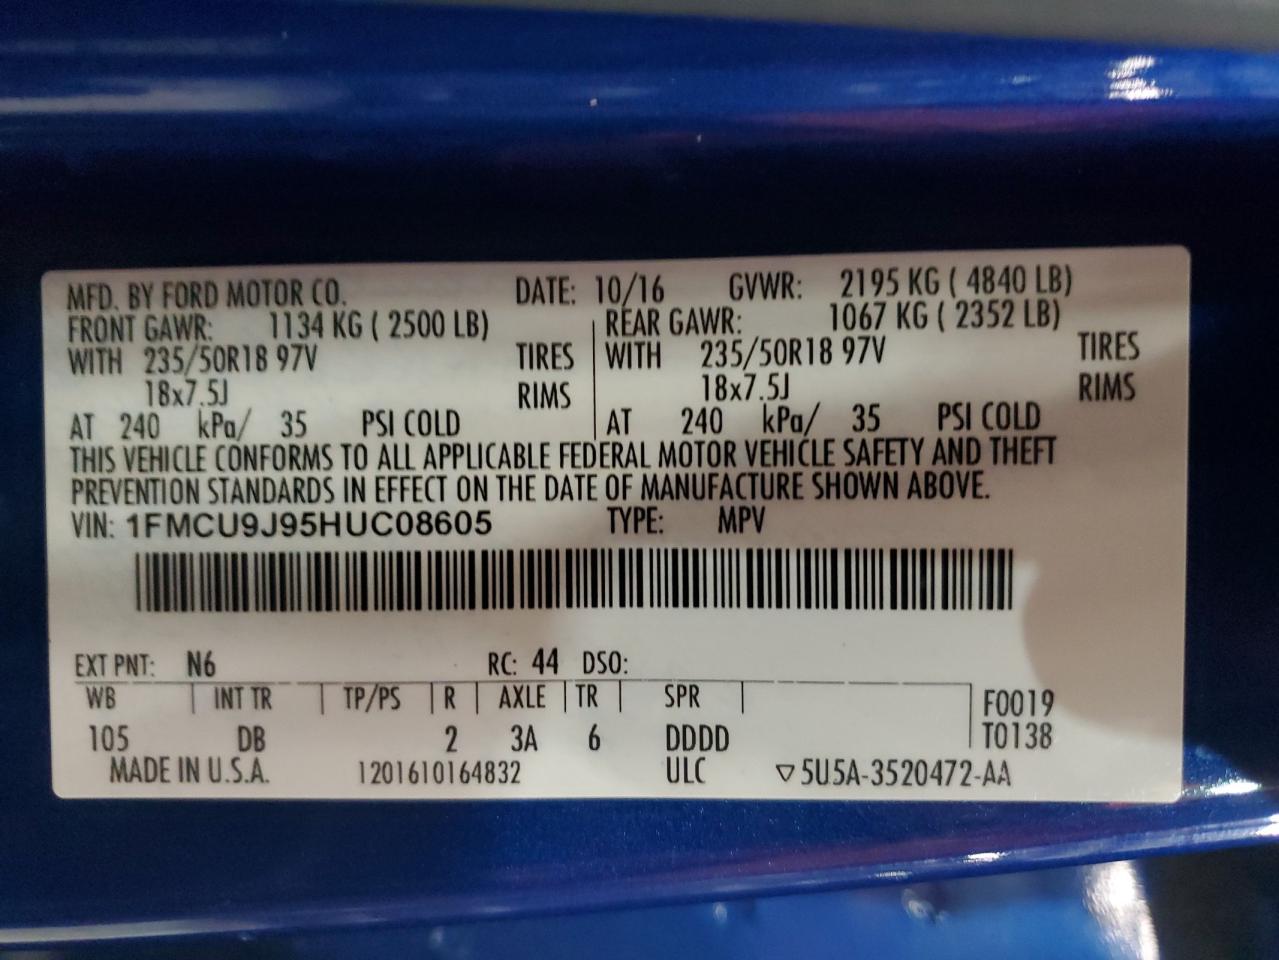 MFD. BY FORD MOTOR CO. DATE: 10/16 GVWR: 2195 KG ( 4840 LB)
FRONT GAWR: 1134 KG ( 2500 LB) REAR GAWR: 1067 KG ( 2352 LB)
WITH 235/50R18 97V TIRES WITH 235/50R18 97V TIRES
18x7.5J RIMS 18x7.5J RIMS
AT 240 kPa/ 35 PSI COLD AT 240 kPa/ 35 PSI COLD
THIS VEHICLE CONFORMS TO ALL APPLICABLE FEDERAL MOTOR VEHICLE SAFETY AND THEFT
PREVENTION STANDARDS IN EFFECT ON THE DATE OF MANUFACTURE SHOWN ABOVE.
VIN: 1FMCU9J95HUC08605 TYPE: MPV
EXT PNT: N6 RC: 44 DSO:
WB INT TR TP/PS R AXLE TR SPR F0019
105 DB 2 3A 6 DDDD T0138
MADE IN U.S.A. 1201610164832 ULC ▽5U5A-3520472-AA